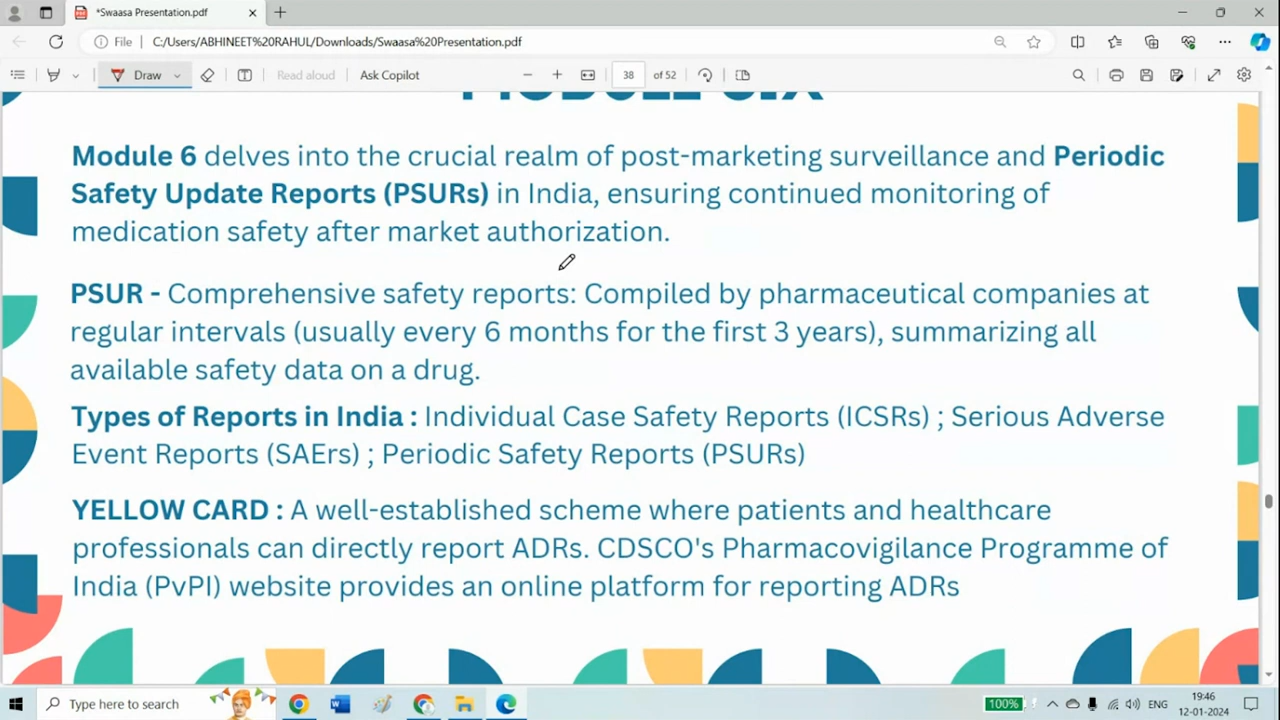 *Swaasa Presentation.pdf
File
C:/Users/ABHINEET%20RAHUL/Downloads/Swaasa%20Presentation.pdf
Draw
Read aloud
Ask Copilot
38
of 52
MODULE SIX
Module 6 delves into the crucial realm of post-marketing surveillance and Periodic
Safety Update Reports (PSURs) in India, ensuring continued monitoring of
medication safety after market authorization.
PSUR - Comprehensive safety reports: Compiled by pharmaceutical companies at
regular intervals (usually every 6 months for the first 3 years), summarizing all
available safety data on a drug.
Types of Reports in India : Individual Case Safety Reports (ICSRs) ; Serious Adverse
Event Reports (SAErs) ; Periodic Safety Reports (PSURs)
YELLOW CARD : A well-established scheme where patients and healthcare
professionals can directly report ADRs. CDSCO's Pharmacovigilance Programme of
India (PvPI) website provides an online platform for reporting ADRs
Type here to search
100%
ENG
19:46
12-01-2024